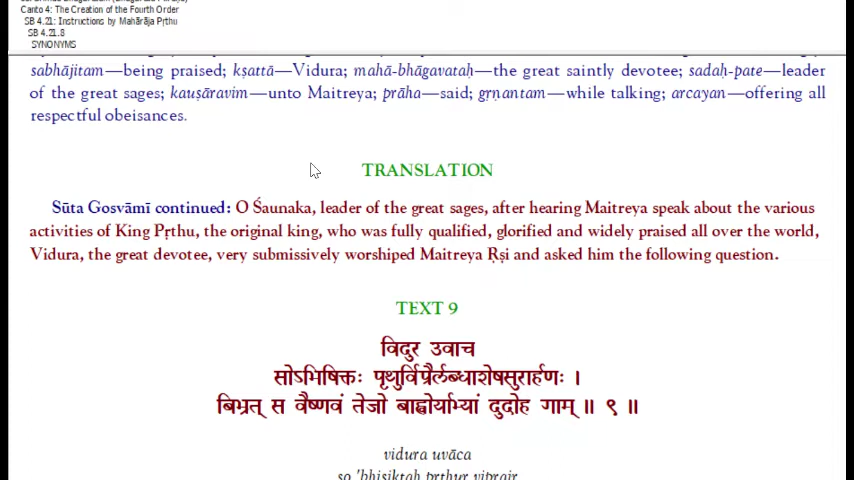 Canto 4: The Creation of the Fourth Order
SB 4.21: Instructions by Mahārāja Pṛthu
SB 4.21.8
SYNONYMS
sabhājitam—being praised; kṣattā—Vidura; mahā-bhāgavataḥ—the great saintly devotee; sadaḥ-pate—leader
of the great sages; kauṣāravim—unto Maitreya; prāha—said; gṛṇantam—while talking; arcayan—offering all
respectful obeisances.
TRANSLATION
Sūta Gosvāmī continued: O Śaunaka, leader of the great sages, after hearing Maitreya speak about the various
activities of King Pṛthu, the original king, who was fully qualified, glorified and widely praised all over the world,
Vidura, the great devotee, very submissively worshiped Maitreya Ṛṣi and asked him the following question.
TEXT 9
विदुर उवाच
सोऽभिषिक्तः पृथुर्विप्रैर्लब्धाशेषसुरार्हणः ।
बिभ्रत् स वैष्णवं तेजो बाह्वोर्याभ्यां दुदोह गाम् ॥ ९ ॥
vidura uvāca
so 'bhiṣiktaḥ pṛthur viprair